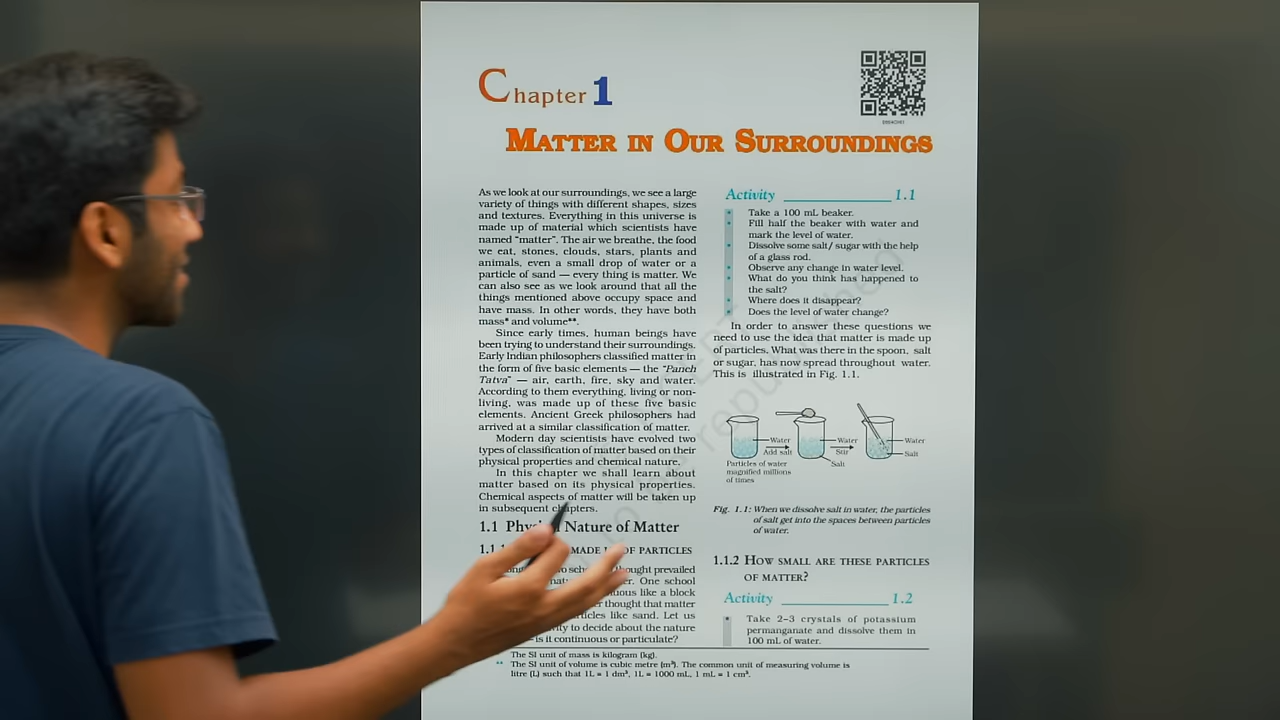 Chapter 1
MATTER IN OUR SURROUNDINGS
As we look at our surroundings, we see a large
variety of things with different shapes, sizes
and textures. Everything in this universe is
made up of material which scientists have
named “matter”. The air we breathe, the food
we eat, stones, clouds, stars, plants and
animals, even a small drop of water or a
particle of sand — every thing is matter. We
can also see as we look around that all the
things mentioned above occupy space and
have mass. In other words, they have both
mass* and volume**.
Since early times, human beings have
been trying to understand their surroundings.
Early Indian philosophers classified matter in
the form of five basic elements — the “Panch
Tatva” — air, earth, fire, sky and water.
According to them everything, living or non-
living, was made up of these five basic
elements. Ancient Greek philosophers had
arrived at a similar classification of matter.
Modern day scientists have evolved two
types of classification of matter based on their
physical properties and chemical nature.
In this chapter we shall learn about
matter based on its physical properties.
Chemical aspects of matter will be taken up
in subsequent chapters.
1.1 Physical Nature of Matter
MADE OF PARTICLES
thought prevailed
One school
like a block
thought that matter
like sand. Let us
to decide about the nature
— is it continuous or particulate?
Activity 1.1
• Take a 100 mL beaker.
• Fill half the beaker with water and
mark the level of water.
• Dissolve some salt/ sugar with the help
of a glass rod.
• Observe any change in water level.
• What do you think has happened to
the salt?
• Where does it disappear?
• Does the level of water change?
In order to answer these questions we
need to use the idea that matter is made up
of particles. What was there in the spoon, salt
or sugar, has now spread throughout water.
This is illustrated in Fig. 1.1.
Water
Add salt
Water
Stir
Salt
Water
Salt
Particles of water
magnified millions
of times
Fig. 1.1: When we dissolve salt in water, the particles
of salt get into the spaces between particles
of water.
1.1.2 HOW SMALL ARE THESE PARTICLES
OF MATTER?
Activity 1.2
• Take 2–3 crystals of potassium
permanganate and dissolve them in
100 mL of water.
The SI unit of mass is kilogram (kg).
** The SI unit of volume is cubic metre (m³). The common unit of measuring volume is
litre (L) such that 1L = 1 dm³, 1L = 1000 mL, 1 mL = 1 cm³.